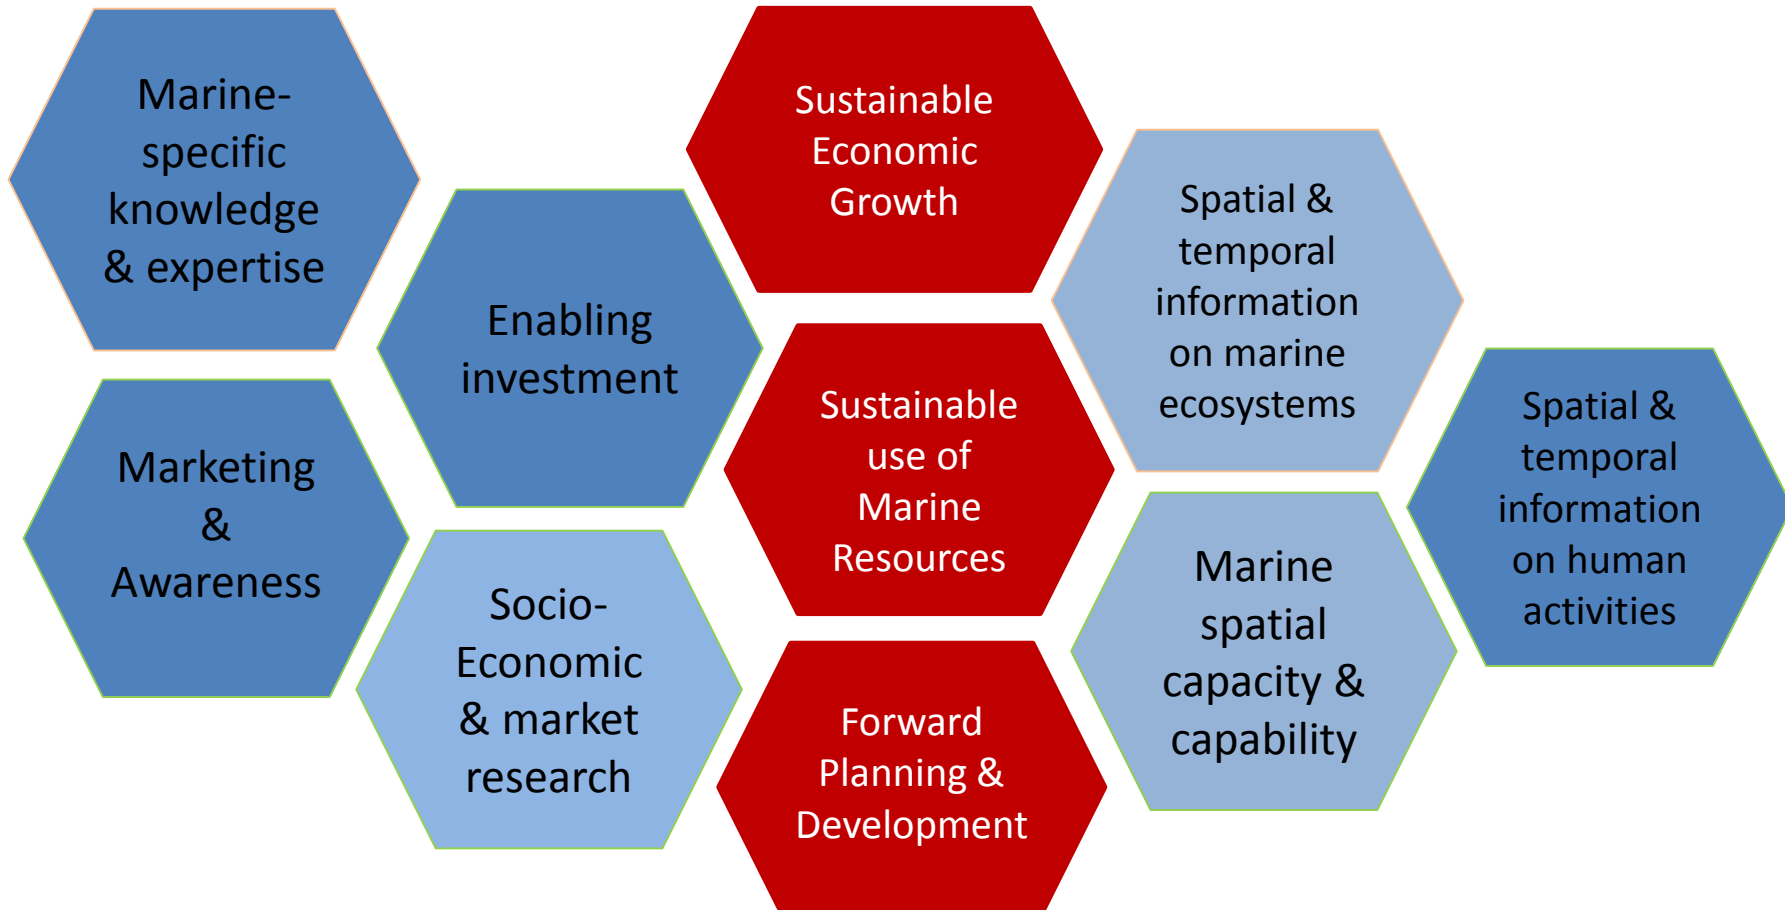 Marine-
specific
knowledge
& expertise
Marketing
&
Awareness
Enabling
investment
Socio-
Economic
& market
research
Sustainable
Economic
Growth
Sustainable
use of
Marine
Resources
Forward
Planning &
Development
Spatial &
temporal
information
on marine
ecosystems
Marine
spatial
capacity &
capability
Spatial &
temporal
information
on human
activities